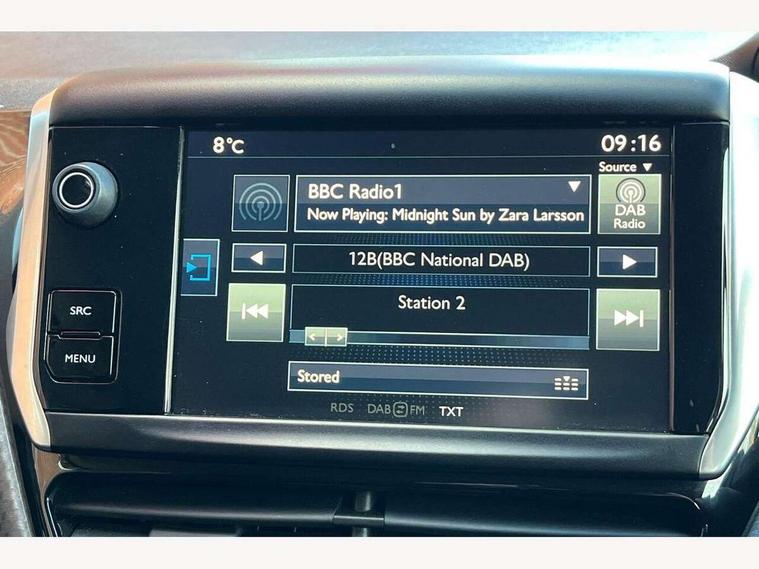 8°C
09:16
Source ▼
BBC Radio1
Now Playing: Midnight Sun by Zara Larsson
DAB
Radio
12B(BBC National DAB)
SRC
Station 2
MENU
Stored
RDS DAB FM TXT